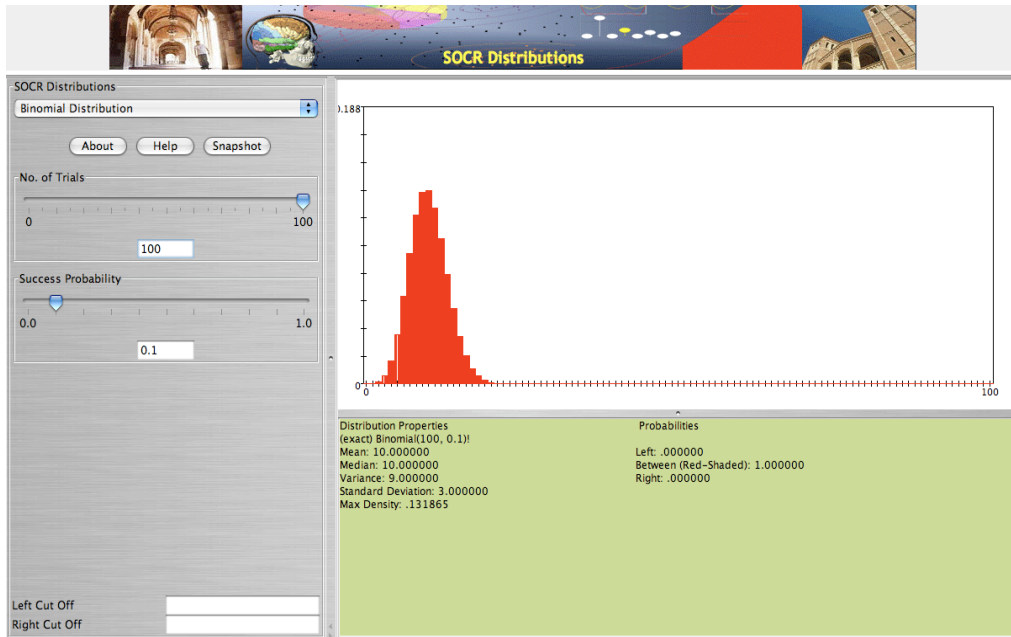 SOCR Distributions
SOCR Distributions
Binomial Distribution
About Help Snapshot
No. of Trials
0 100
100
Success Probability
0.0 1.0
0.1
Left Cut Off
Right Cut Off
0.188
0
0 100
Distribution Properties
(exact) Binomial(100, 0.1)!
Mean: 10.000000
Median: 10.000000
Variance: 9.000000
Standard Deviation: 3.000000
Max Density: .131865
Probabilities
Left: .000000
Between (Red-Shaded): 1.000000
Right: .000000